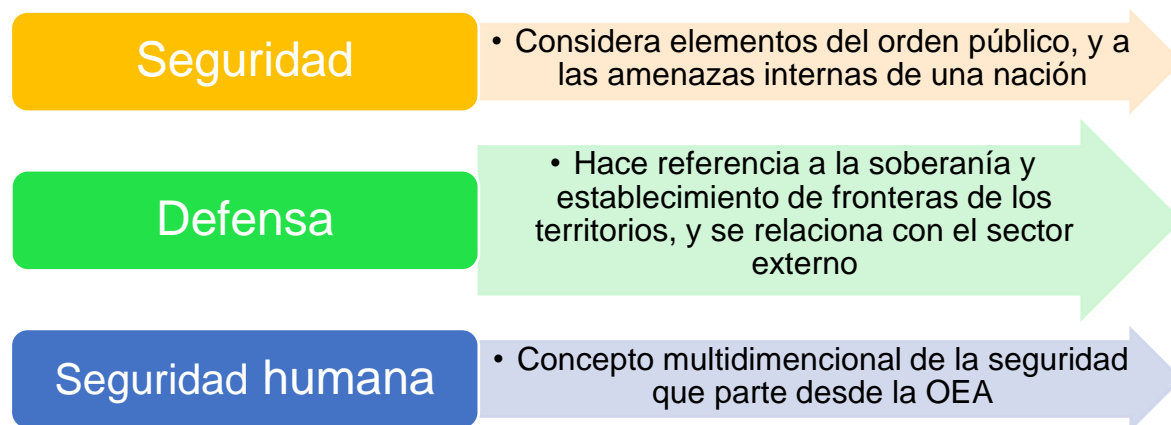 Seguridad
• Considera elementos del orden público, y a
las amenazas internas de una nación
Defensa
• Hace referencia a la soberanía y
establecimiento de fronteras de los
territorios, y se relaciona con el sector
externo
Seguridad humana
• Concepto multidimencional de la seguridad
que parte desde la OEA